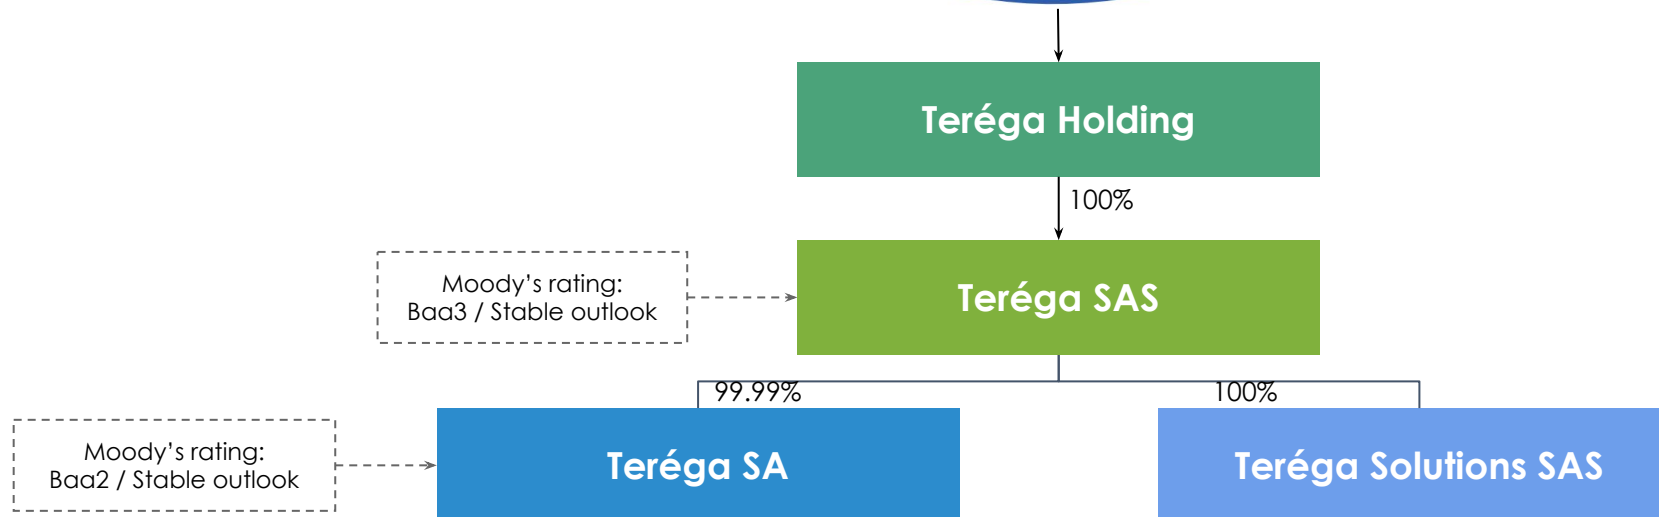 Teréga Holding
100%
Moody’s rating:
Baa3 / Stable outlook
Teréga SAS
99.99%
100%
Moody’s rating:
Baa2 / Stable outlook
Teréga SA
Teréga Solutions SAS